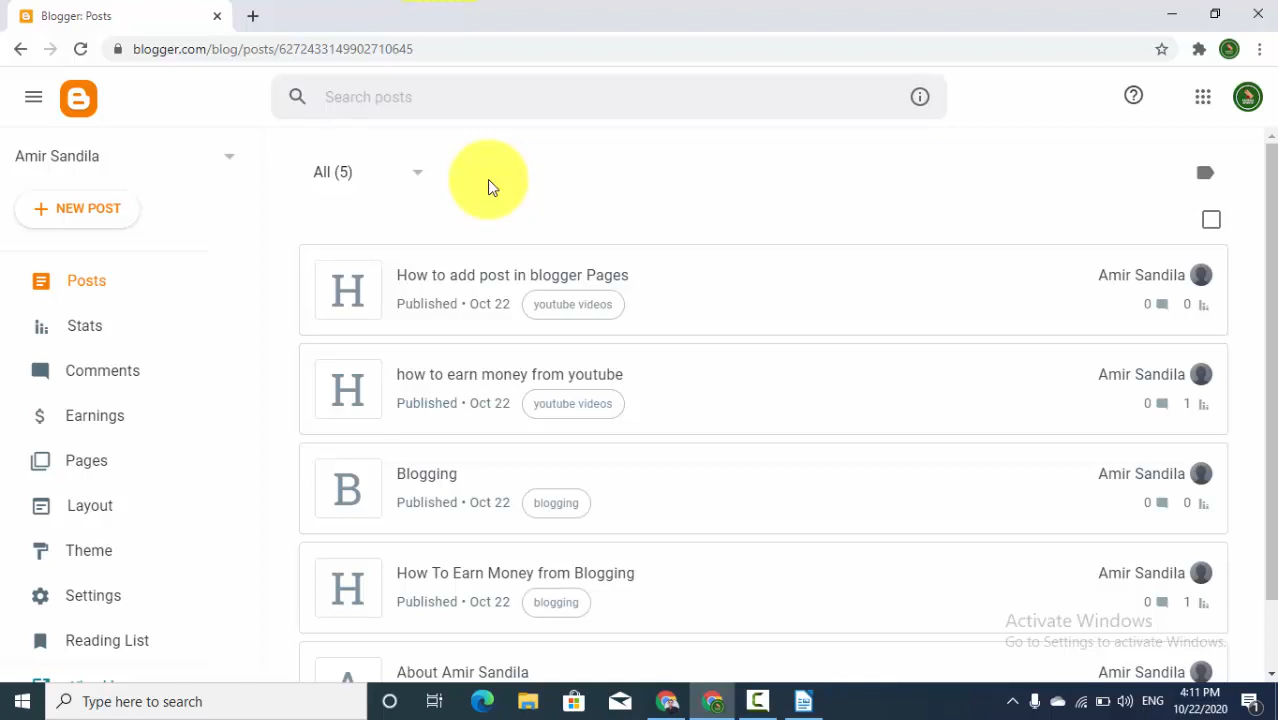 Blogger: Posts
blogger.com/blog/posts/6272433149902710645
Search posts
Amir Sandila
All (5)
NEW POST
Posts
Stats
Comments
Earnings
Pages
Layout
Theme
Settings
Reading List
H
How to add post in blogger Pages
Amir Sandila
Published • Oct 22
youtube videos
0 0
H
how to earn money from youtube
Amir Sandila
Published • Oct 22
youtube videos
0 1
B
Blogging
Amir Sandila
Published • Oct 22
blogging
0 0
H
How To Earn Money from Blogging
Amir Sandila
Published • Oct 22
blogging
0 1
A
About Amir Sandila
Amir Sandila
Activate Windows
Go to Settings to activate Windows.
Type here to search
ENG
4:11 PM
10/22/2020
1